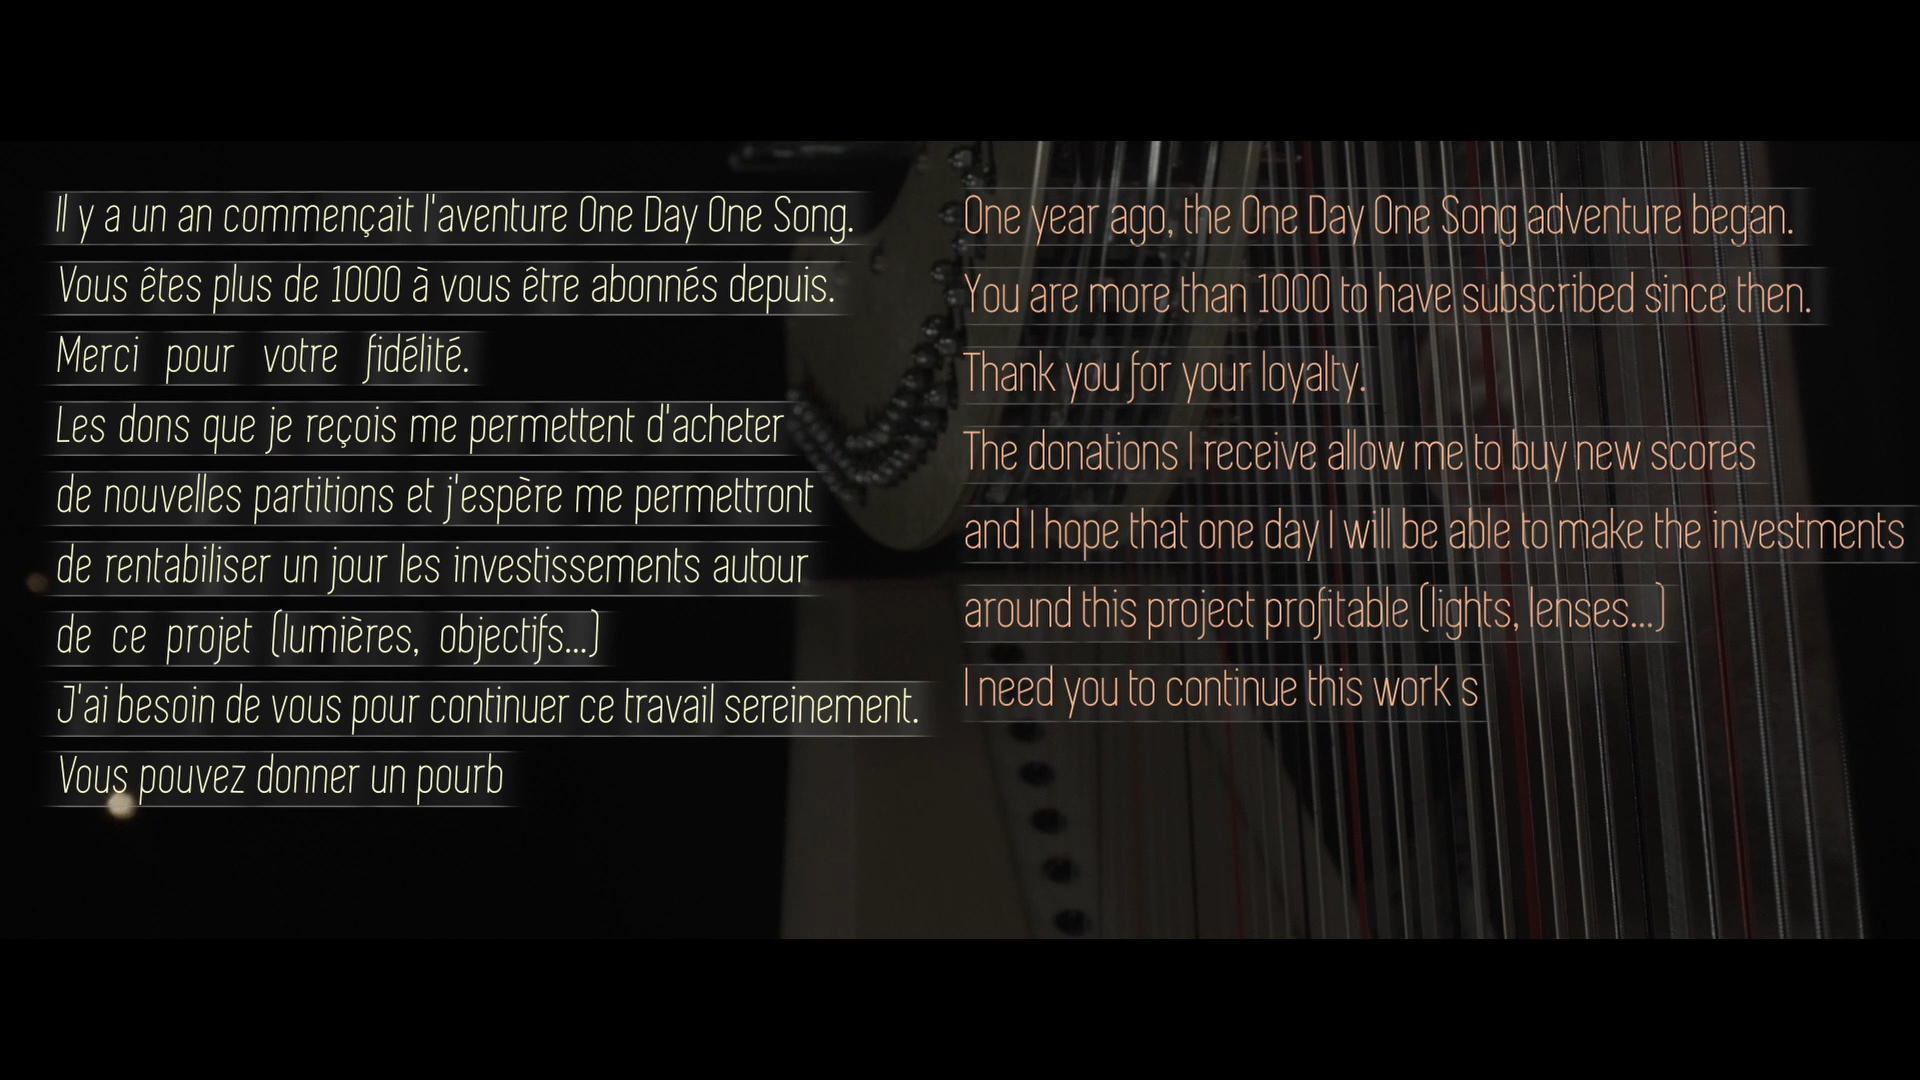 Il y a un an commençait l'aventure One Day One Song.
Vous êtes plus de 1000 à vous être abonnés depuis.
Merci pour votre fidélité.
Les dons que je reçois me permettent d'acheter
de nouvelles partitions et j'espère me permettront
de rentabiliser un jour les investissements autour
de ce projet (lumières, objectifs...)
J'ai besoin de vous pour continuer ce travail sereinement.
Vous pouvez donner un pourb
One year ago, the One Day One Song adventure began.
You are more than 1000 to have subscribed since then.
Thank you for your loyalty.
The donations I receive allow me to buy new scores
and I hope that one day I will be able to make the investments
around this project profitable (lights, lenses...)
I need you to continue this work s